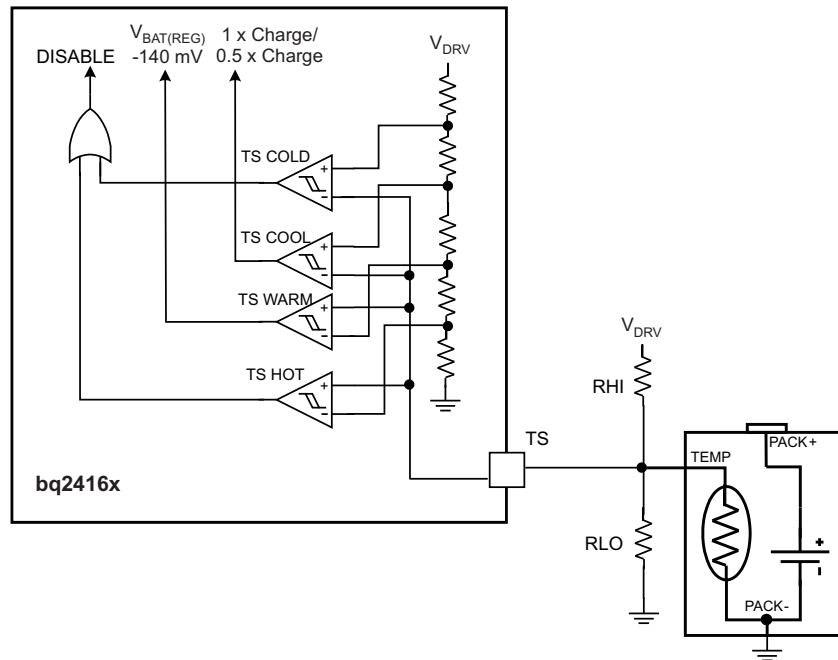 V_BAT(REG)
-140 mV
1 x Charge/
0.5 x Charge
DISABLE
V_DRV
TS COLD
+
-
TS COOL
+
-
TS WARM
+
-
TS HOT
+
-
bq2416x
TS
V_DRV
RHI
RLO
TEMP
PACK+
+
-
PACK-